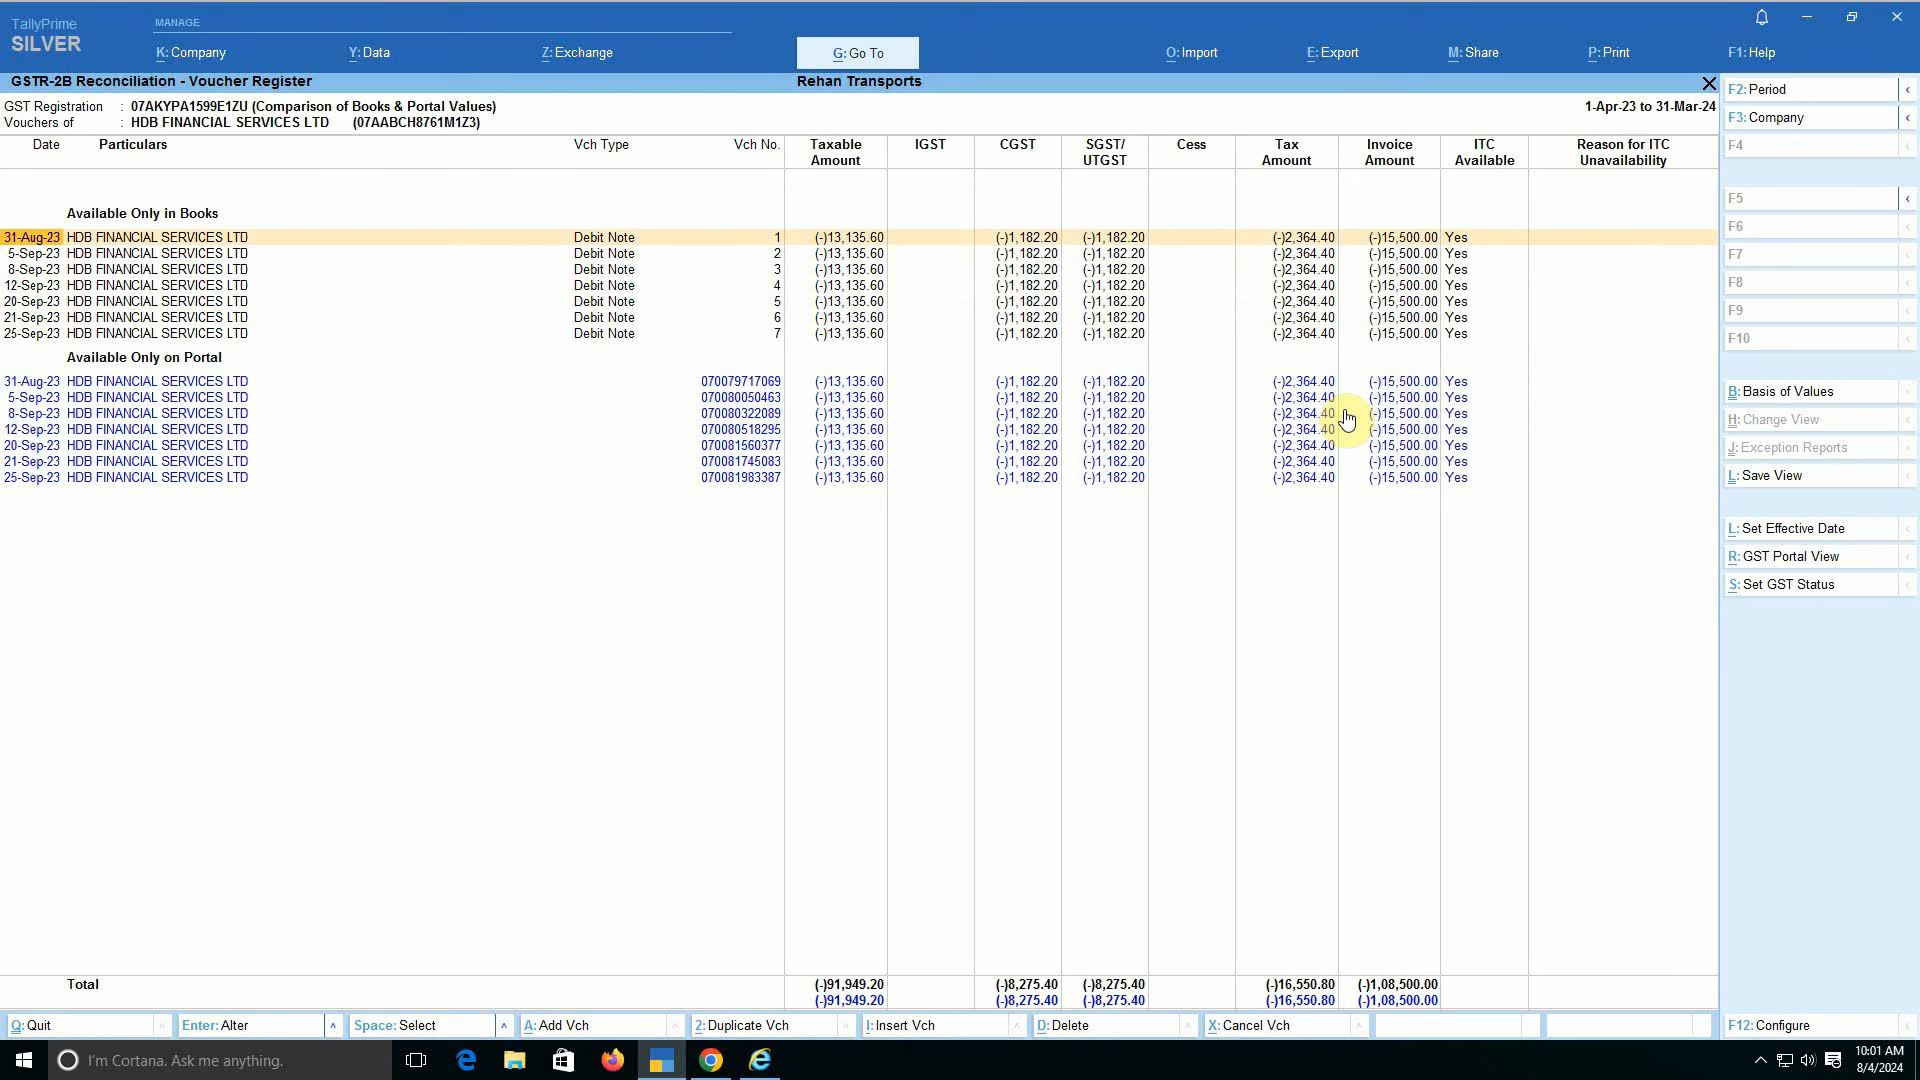 TallyPrime
SILVER
MANAGE
K: Company Y: Data Z: Exchange G: Go To O: Import E: Export M: Share P: Print F1: Help
GSTR-2B Reconciliation - Voucher Register Rehan Transports
GST Registration : 07AKYPA1599E1ZU (Comparison of Books & Portal Values) 1-Apr-23 to 31-Mar-24
Vouchers of : HDB FINANCIAL SERVICES LTD (07AABCH8761M1Z3)
Date Particulars Vch Type Vch No. Taxable Amount IGST CGST SGST/ UTGST Cess Tax Amount Invoice Amount ITC Available Reason for ITC Unavailability
Available Only in Books
31-Aug-23 HDB FINANCIAL SERVICES LTD Debit Note 1 (-)13,135.60 (-)1,182.20 (-)1,182.20 (-)2,364.40 (-)15,500.00 Yes
5-Sep-23 HDB FINANCIAL SERVICES LTD Debit Note 2 (-)13,135.60 (-)1,182.20 (-)1,182.20 (-)2,364.40 (-)15,500.00 Yes
8-Sep-23 HDB FINANCIAL SERVICES LTD Debit Note 3 (-)13,135.60 (-)1,182.20 (-)1,182.20 (-)2,364.40 (-)15,500.00 Yes
12-Sep-23 HDB FINANCIAL SERVICES LTD Debit Note 4 (-)13,135.60 (-)1,182.20 (-)1,182.20 (-)2,364.40 (-)15,500.00 Yes
20-Sep-23 HDB FINANCIAL SERVICES LTD Debit Note 5 (-)13,135.60 (-)1,182.20 (-)1,182.20 (-)2,364.40 (-)15,500.00 Yes
21-Sep-23 HDB FINANCIAL SERVICES LTD Debit Note 6 (-)13,135.60 (-)1,182.20 (-)1,182.20 (-)2,364.40 (-)15,500.00 Yes
25-Sep-23 HDB FINANCIAL SERVICES LTD Debit Note 7 (-)13,135.60 (-)1,182.20 (-)1,182.20 (-)2,364.40 (-)15,500.00 Yes
Available Only on Portal
31-Aug-23 HDB FINANCIAL SERVICES LTD 070079717069 (-)13,135.60 (-)1,182.20 (-)1,182.20 (-)2,364.40 (-)15,500.00 Yes
5-Sep-23 HDB FINANCIAL SERVICES LTD 070080050463 (-)13,135.60 (-)1,182.20 (-)1,182.20 (-)2,364.40 (-)15,500.00 Yes
8-Sep-23 HDB FINANCIAL SERVICES LTD 070080322089 (-)13,135.60 (-)1,182.20 (-)1,182.20 (-)2,364.40 (-)15,500.00 Yes
12-Sep-23 HDB FINANCIAL SERVICES LTD 070080518295 (-)13,135.60 (-)1,182.20 (-)1,182.20 (-)2,364.40 (-)15,500.00 Yes
20-Sep-23 HDB FINANCIAL SERVICES LTD 070081560377 (-)13,135.60 (-)1,182.20 (-)1,182.20 (-)2,364.40 (-)15,500.00 Yes
21-Sep-23 HDB FINANCIAL SERVICES LTD 070081745083 (-)13,135.60 (-)1,182.20 (-)1,182.20 (-)2,364.40 (-)15,500.00 Yes
25-Sep-23 HDB FINANCIAL SERVICES LTD 070081983387 (-)13,135.60 (-)1,182.20 (-)1,182.20 (-)2,364.40 (-)15,500.00 Yes
Total (-)91,949.20 (-)8,275.40 (-)8,275.40 (-)16,550.80 (-)1,08,500.00
(-)91,949.20 (-)8,275.40 (-)8,275.40 (-)16,550.80 (-)1,08,500.00
F2: Period
F3: Company
F4
F5
F6
F7
F8
F9
F10
B: Basis of Values
H: Change View
J: Exception Reports
L: Save View
L: Set Effective Date
R: GST Portal View
S: Set GST Status
Q: Quit Enter: Alter Space: Select A: Add Vch 2: Duplicate Vch I: Insert Vch D: Delete X: Cancel Vch F12: Configure
I'm Cortana. Ask me anything.
10:01 AM
8/4/2024